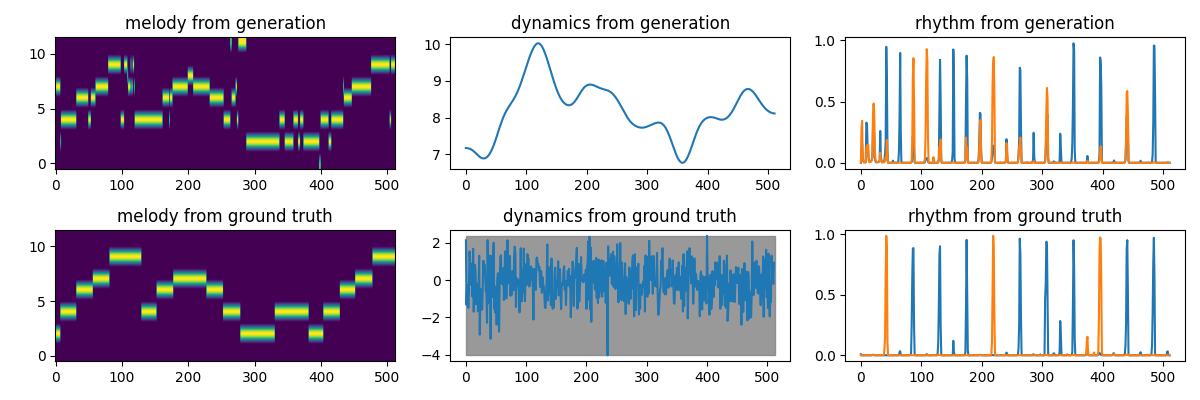 melody from generation
dynamics from generation
rhythm from generation
10
5
0
0 100 200 300 400 500
10
9
8
7
0 100 200 300 400 500
1.0
0.5
0.0
0 100 200 300 400 500
melody from ground truth
dynamics from ground truth
rhythm from ground truth
10
5
0
0 100 200 300 400 500
2
0
−2
−4
0 100 200 300 400 500
1.0
0.5
0.0
0 100 200 300 400 500